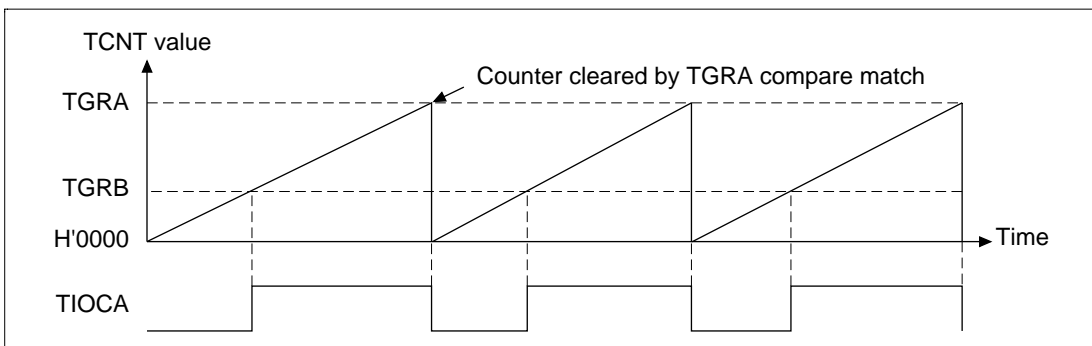 TCNT value
Counter cleared by TGRA compare match
TGRA
TGRB
H'0000
Time
TIOCA